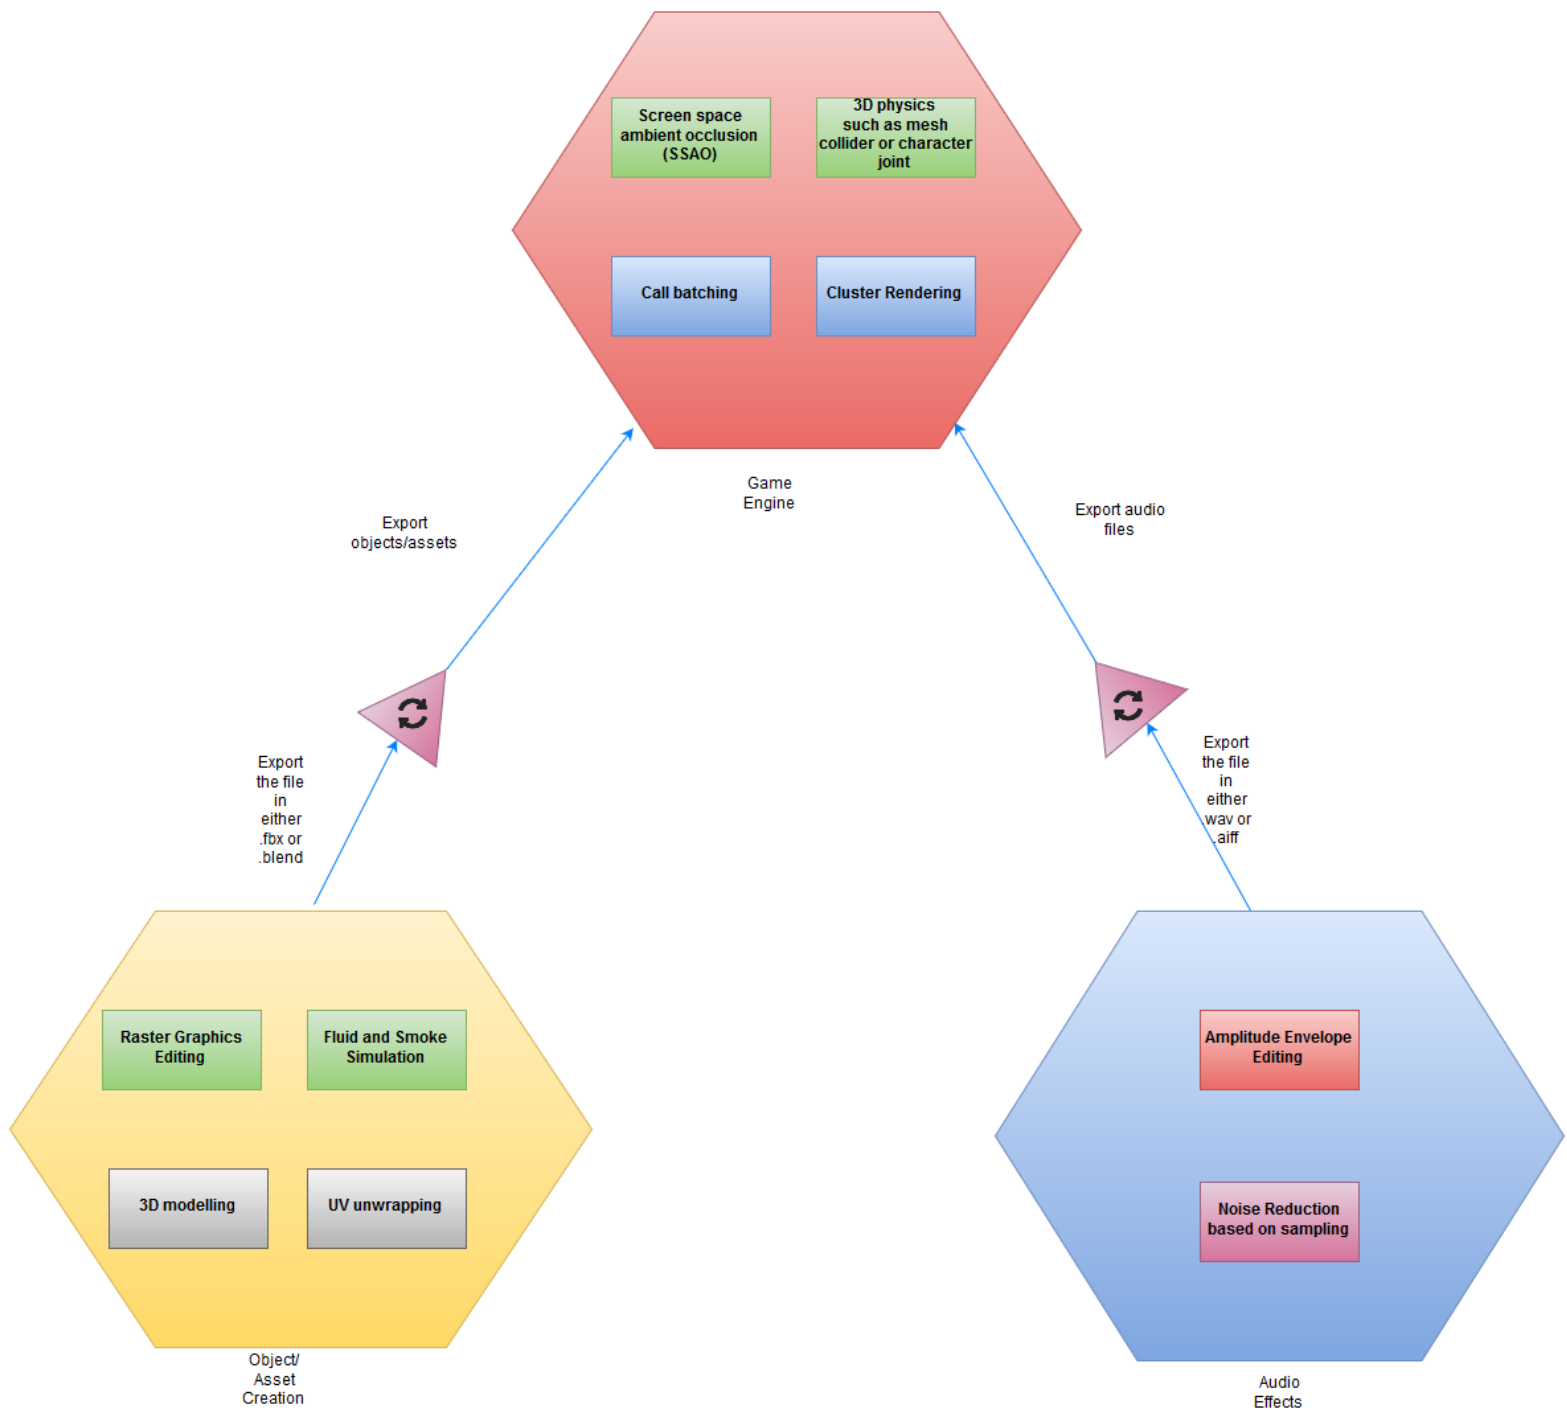 Screen space
ambient occlusion
(SSAO)
3D physics
such as mesh
collider or character
joint
Call batching
Cluster Rendering
Game
Engine
Export
objects/assets
Export audio
files
Export
the file
in
either
.fbx or
.blend
Export
the file
in
either
.wav or
.aiff
Raster Graphics
Editing
Fluid and Smoke
Simulation
3D modelling
UV unwrapping
Object/
Asset
Creation
Amplitude Envelope
Editing
Noise Reduction
based on sampling
Audio
Effects